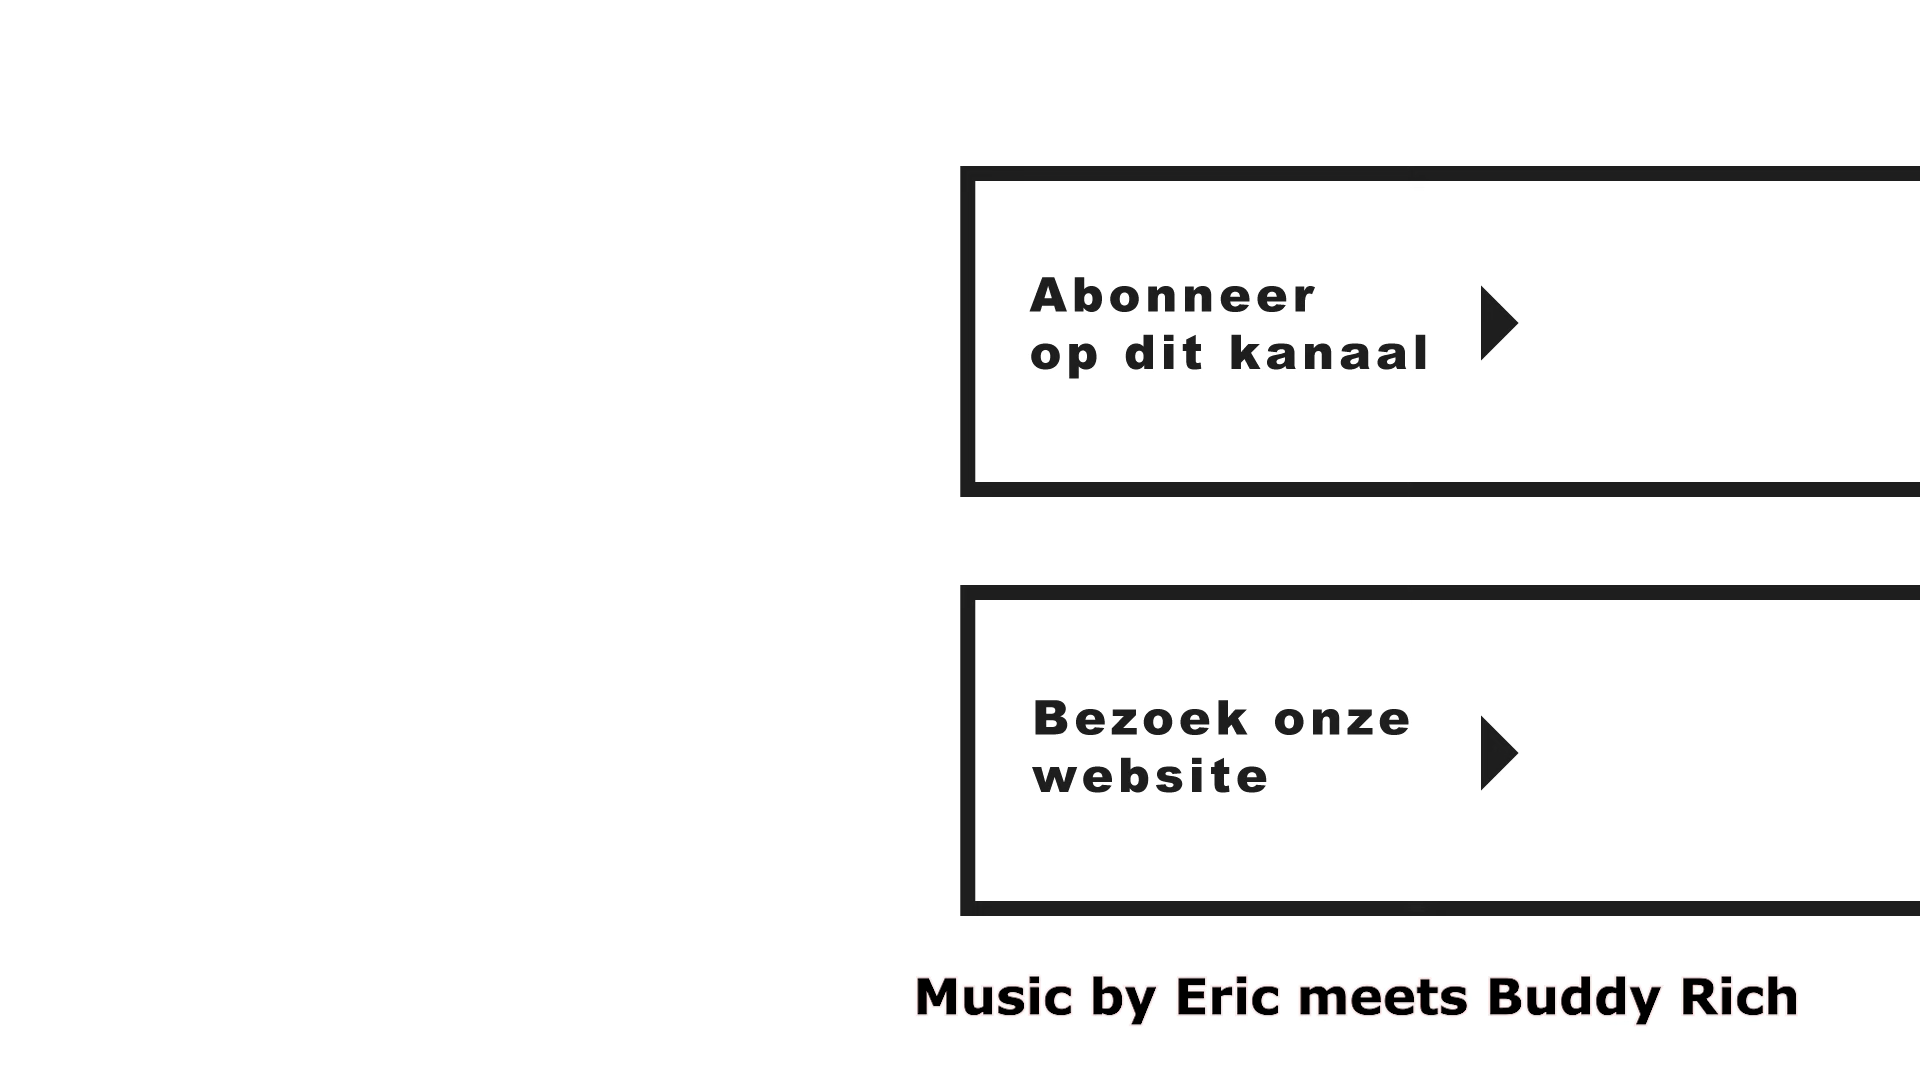 Abonneer
op dit kanaal
Bezoek onze
website
Music by Eric meets Buddy Rich